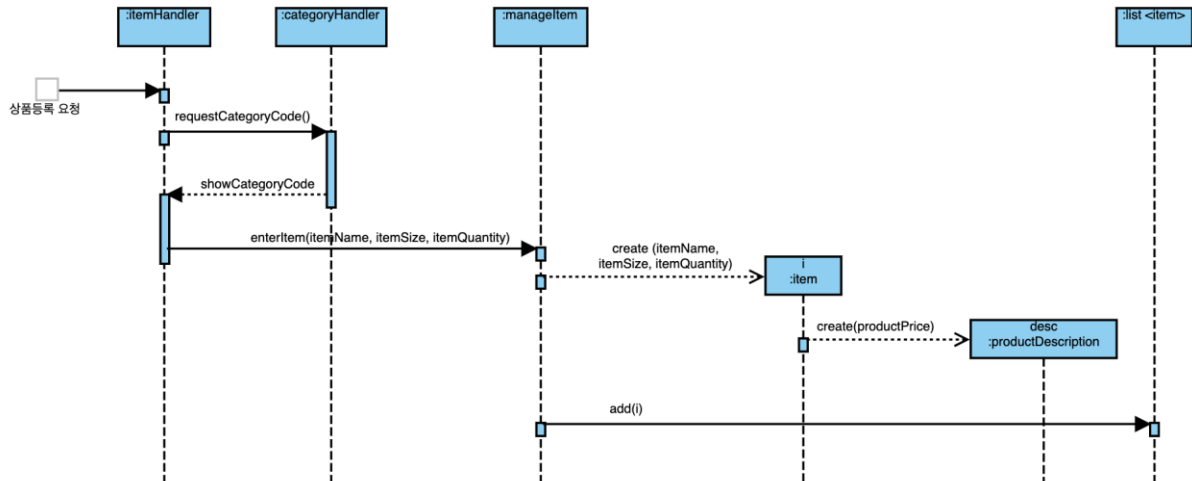 :itemHandler
:categoryHandler
:manageItem
:list <item>
상품등록 요청
requestCategoryCode()
showCategoryCode
enterItem(itemName, itemSize, itemQuantity)
create (itemName,
itemSize, itemQuantity)
i
:item
create(productPrice)
desc
:productDescription
add(i)